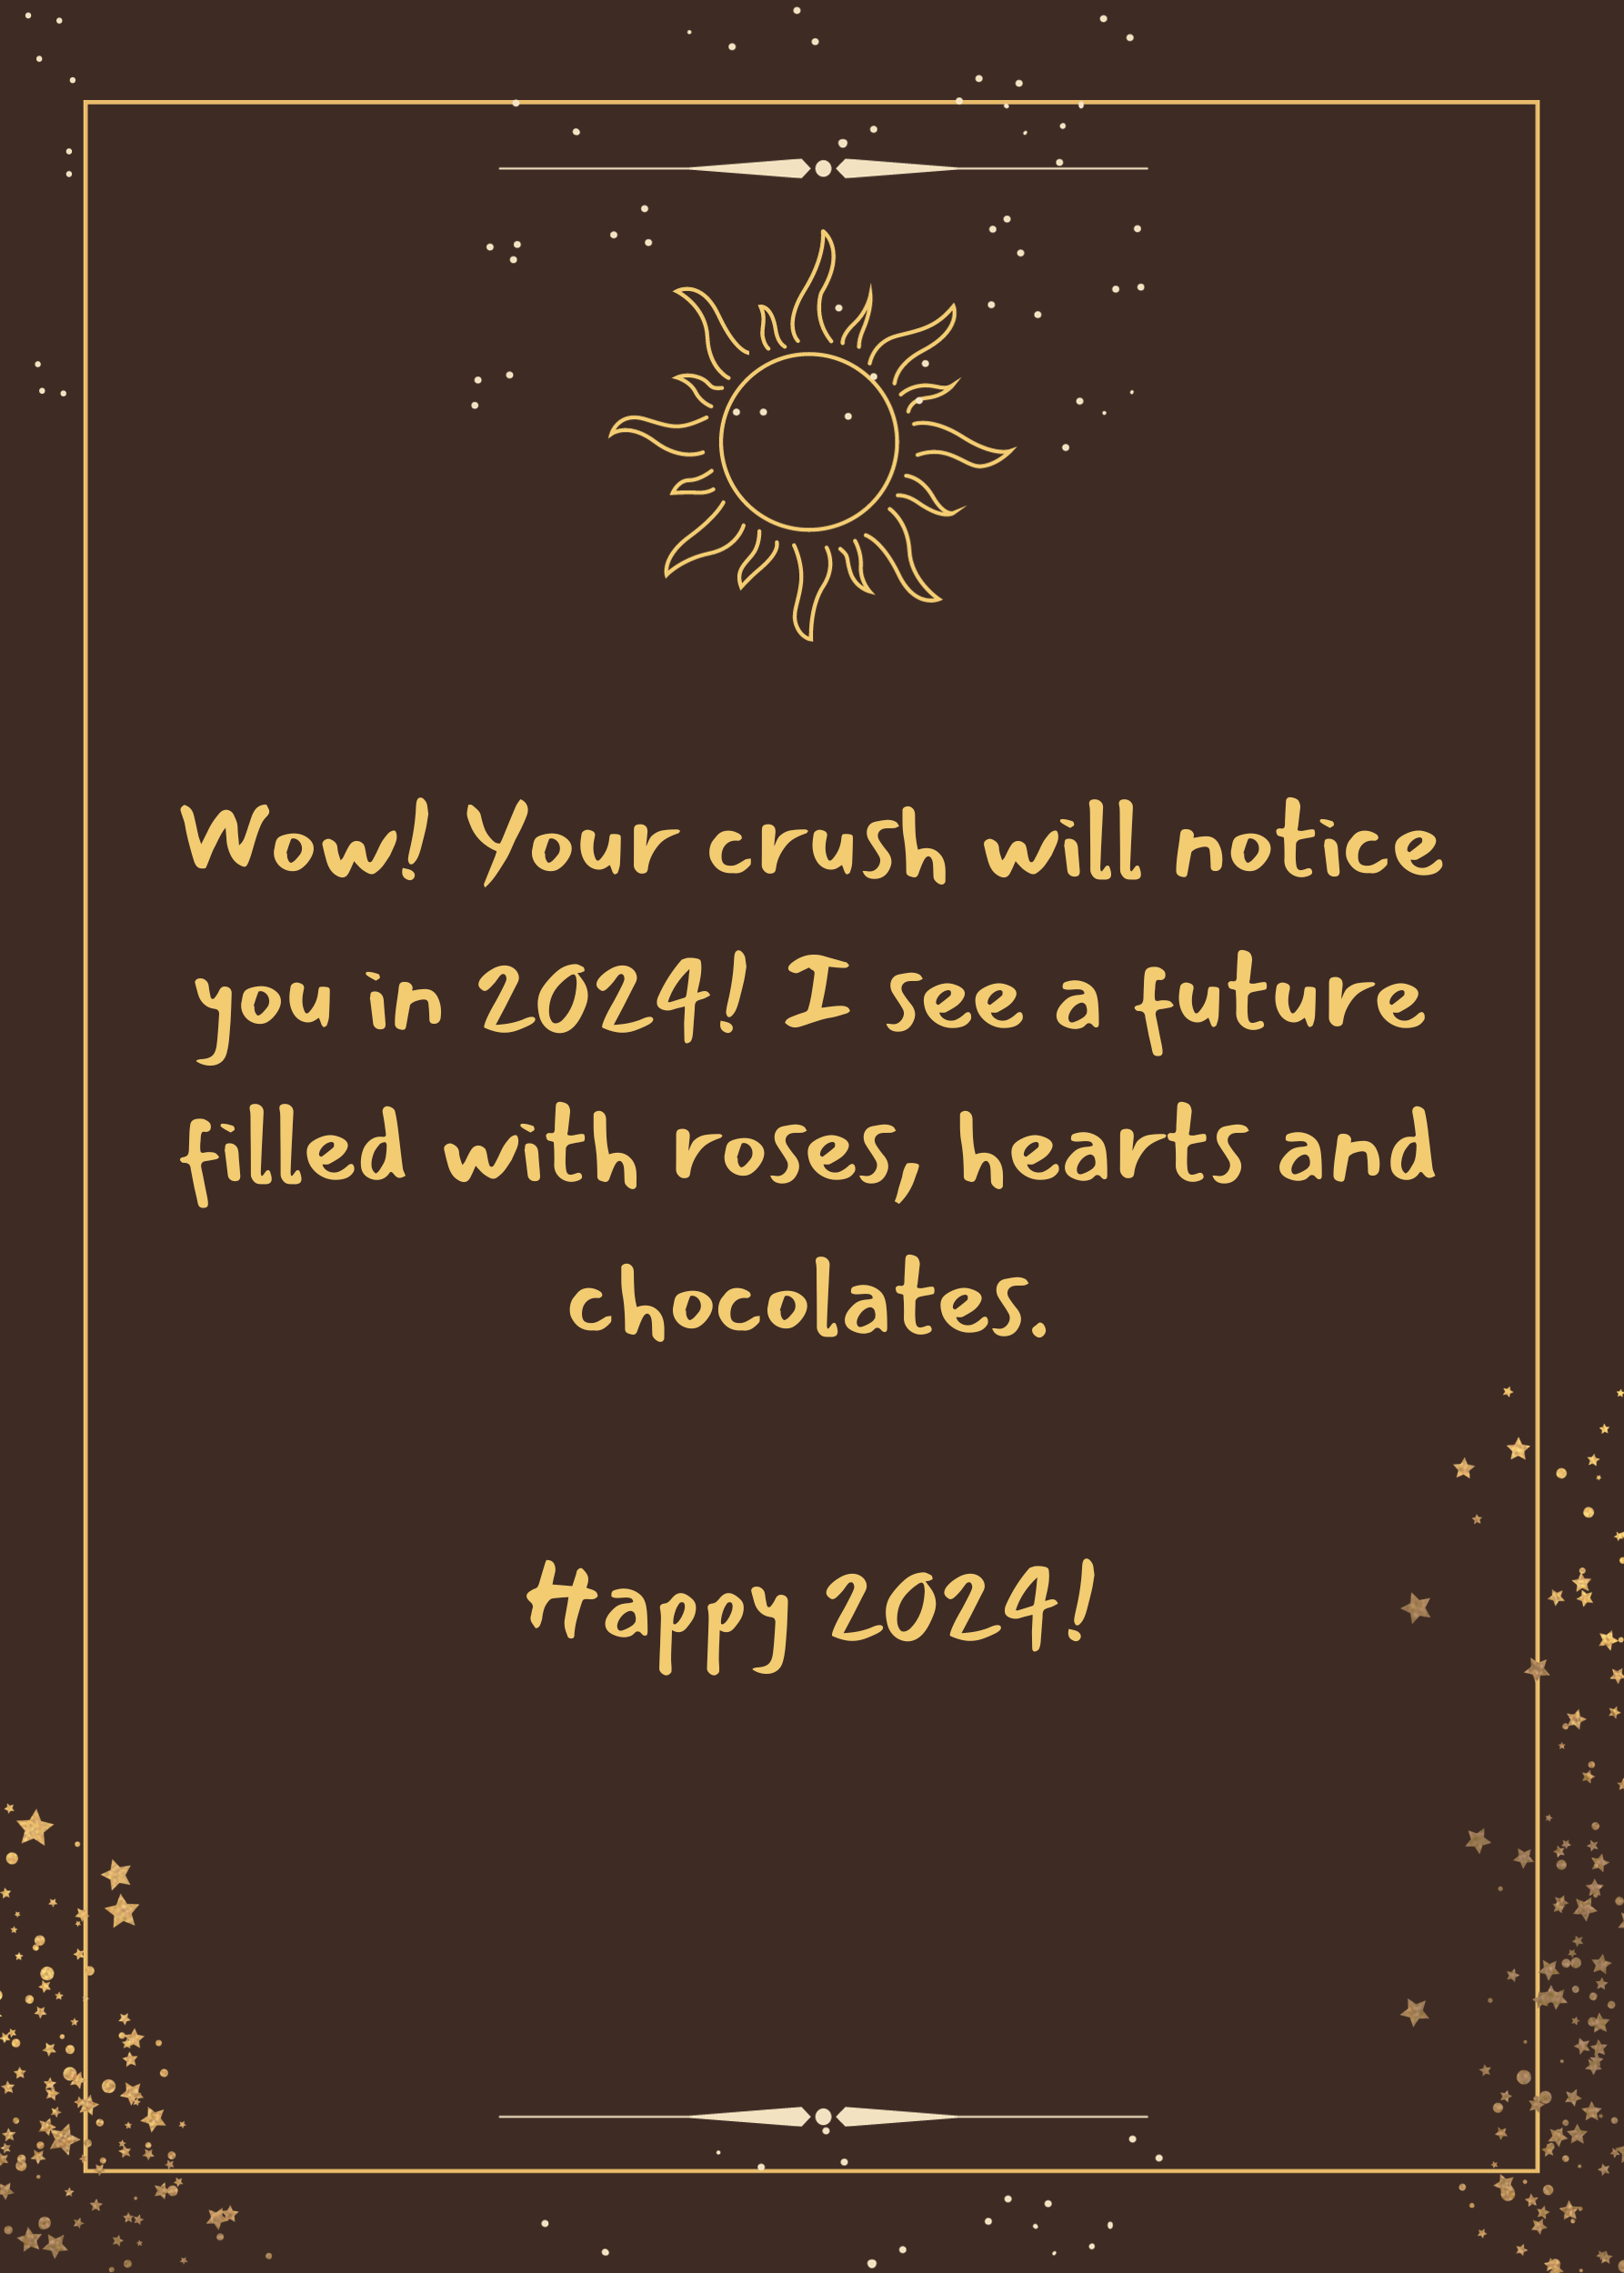 Wow! Your crush will notice
you in 2024! I see a future
filled with roses, hearts and
chocolates.
Happy 2024!